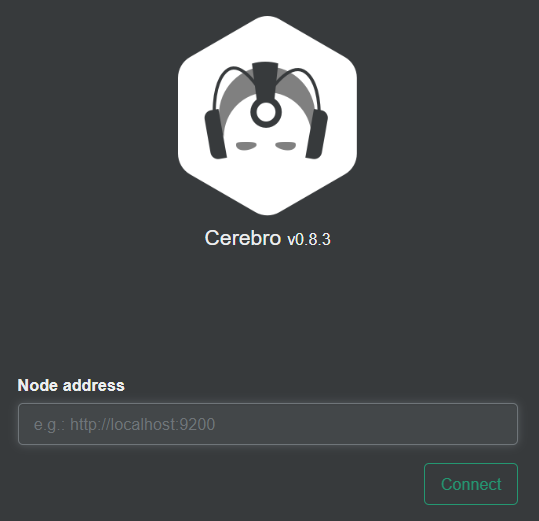 Cerebro v0.8.3
Node address
e.g.: http://localhost:9200
Connect